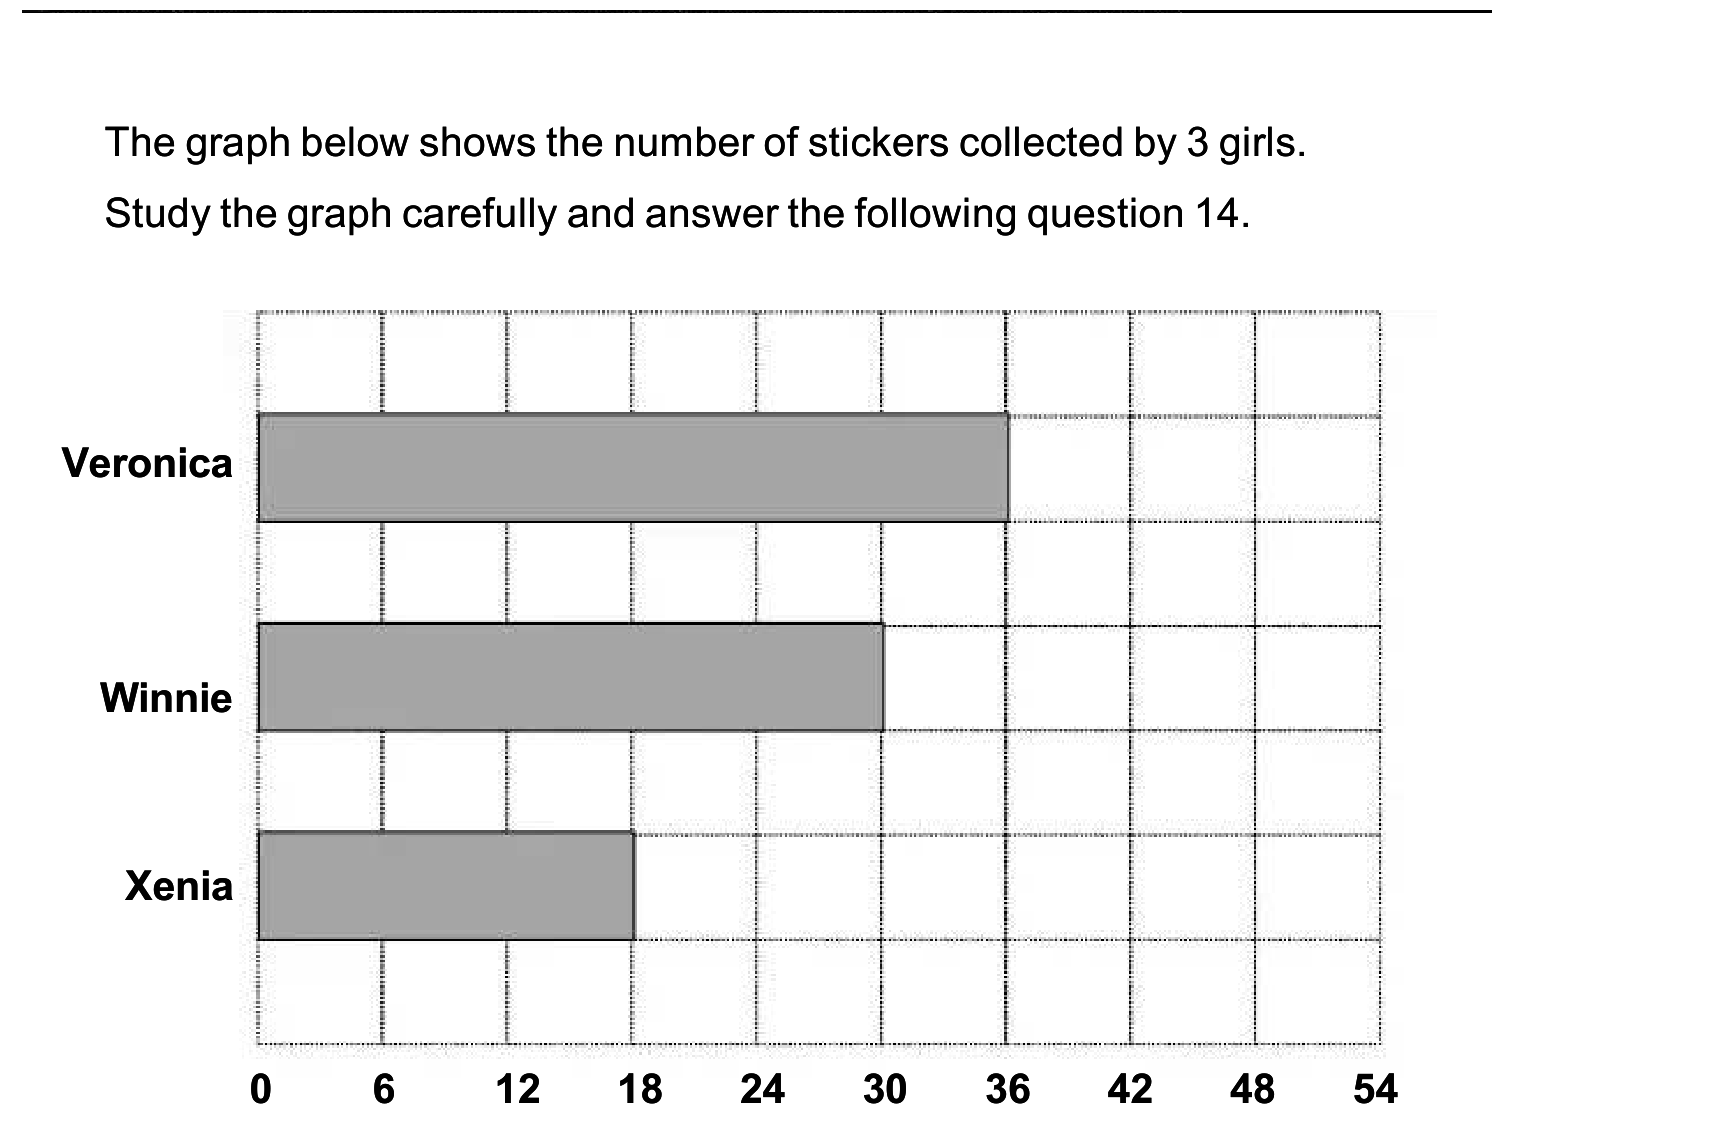 The graph below shows the number of stickers collected by 3 girls.
Study the graph carefully and answer the following question 14.
Veronica
Winnie
Xenia
0 6 12 18 24 30 36 42 48 54